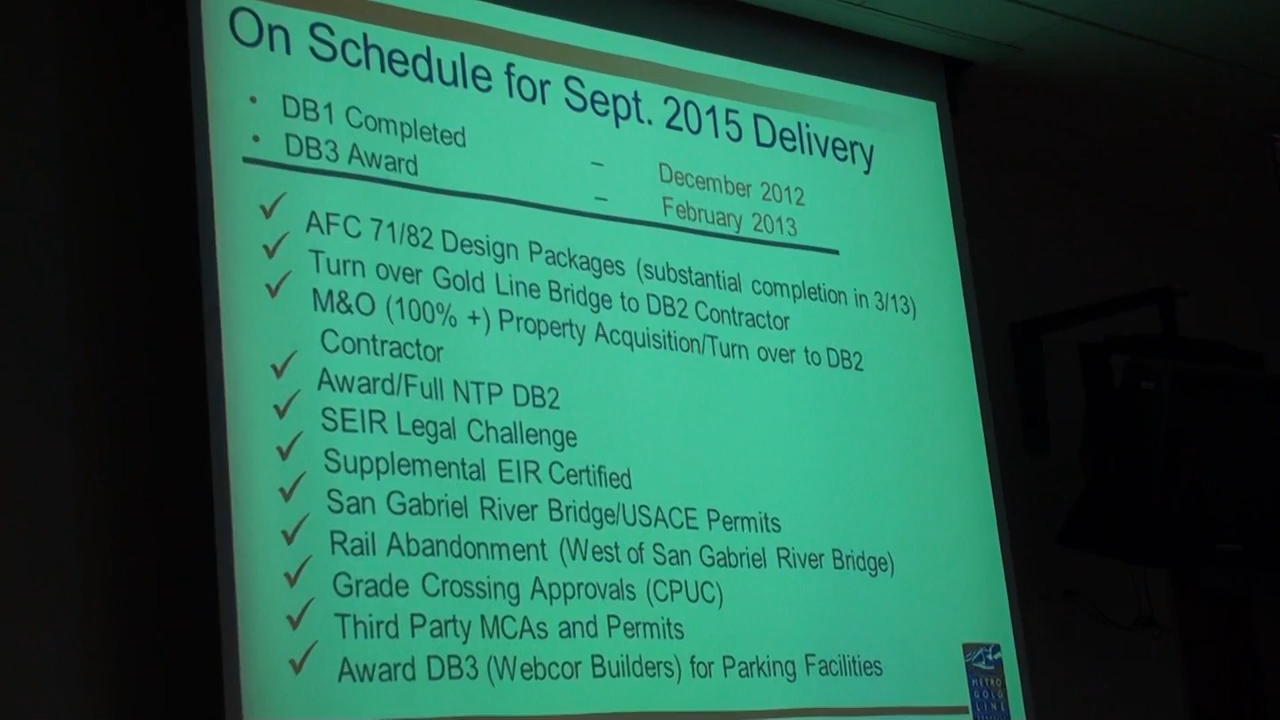 On Schedule for Sept. 2015 Delivery
• DB1 Completed – December 2012
• DB3 Award – February 2013
✓ AFC 71/82 Design Packages (substantial completion in 3/13)
✓ Turn over Gold Line Bridge to DB2 Contractor
✓ M&O (100% +) Property Acquisition/Turn over to DB2
Contractor
✓ Award/Full NTP DB2
✓ SEIR Legal Challenge
✓ Supplemental EIR Certified
✓ San Gabriel River Bridge/USACE Permits
✓ Rail Abandonment (West of San Gabriel River Bridge)
✓ Grade Crossing Approvals (CPUC)
✓ Third Party MCAs and Permits
✓ Award DB3 (Webcor Builders) for Parking Facilities
METRO
GOLD
LINE